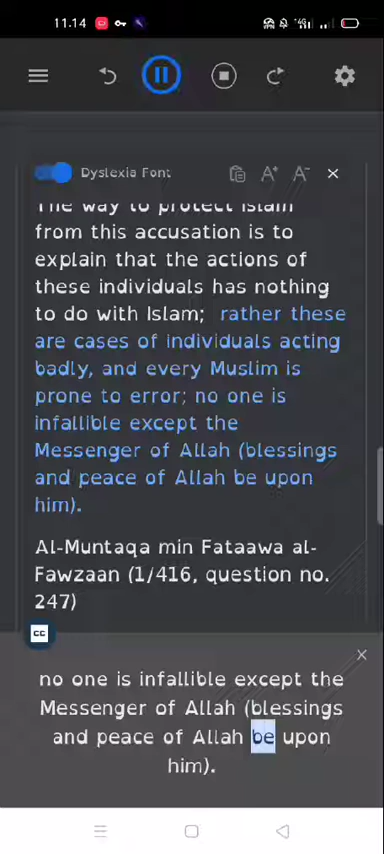 11.14
4G
Dyslexia Font
A+ A-
The way to protect Islam
from this accusation is to
explain that the actions of
these individuals has nothing
to do with Islam; rather these
are cases of individuals acting
badly, and every Muslim is
prone to error; no one is
infallible except the
Messenger of Allah (blessings
and peace of Allah be upon
him).
Al-Muntaqa min Fataawa al-
Fawzaan (1/416, question no.
247)
CC
no one is infallible except the
Messenger of Allah (blessings
and peace of Allah be upon
him).